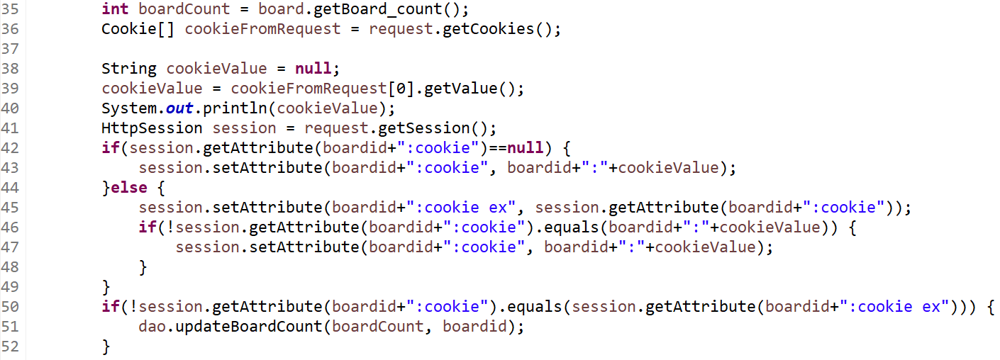 35 int boardCount = board.getBoard_count();
36 Cookie[] cookieFromRequest = request.getCookies();
37
38 String cookieValue = null;
39 cookieValue = cookieFromRequest[0].getValue();
40 System.out.println(cookieValue);
41 HttpSession session = request.getSession();
42 if(session.getAttribute(boardid+":cookie")==null) {
43 session.setAttribute(boardid+":cookie", boardid+":"+cookieValue);
44 }else {
45 session.setAttribute(boardid+":cookie ex", session.getAttribute(boardid+":cookie"));
46 if(!session.getAttribute(boardid+":cookie").equals(boardid+":"+cookieValue)) {
47 session.setAttribute(boardid+":cookie", boardid+":"+cookieValue);
48 }
49 }
50 if(!session.getAttribute(boardid+":cookie").equals(session.getAttribute(boardid+":cookie ex"))) {
51 dao.updateBoardCount(boardCount, boardid);
52 }